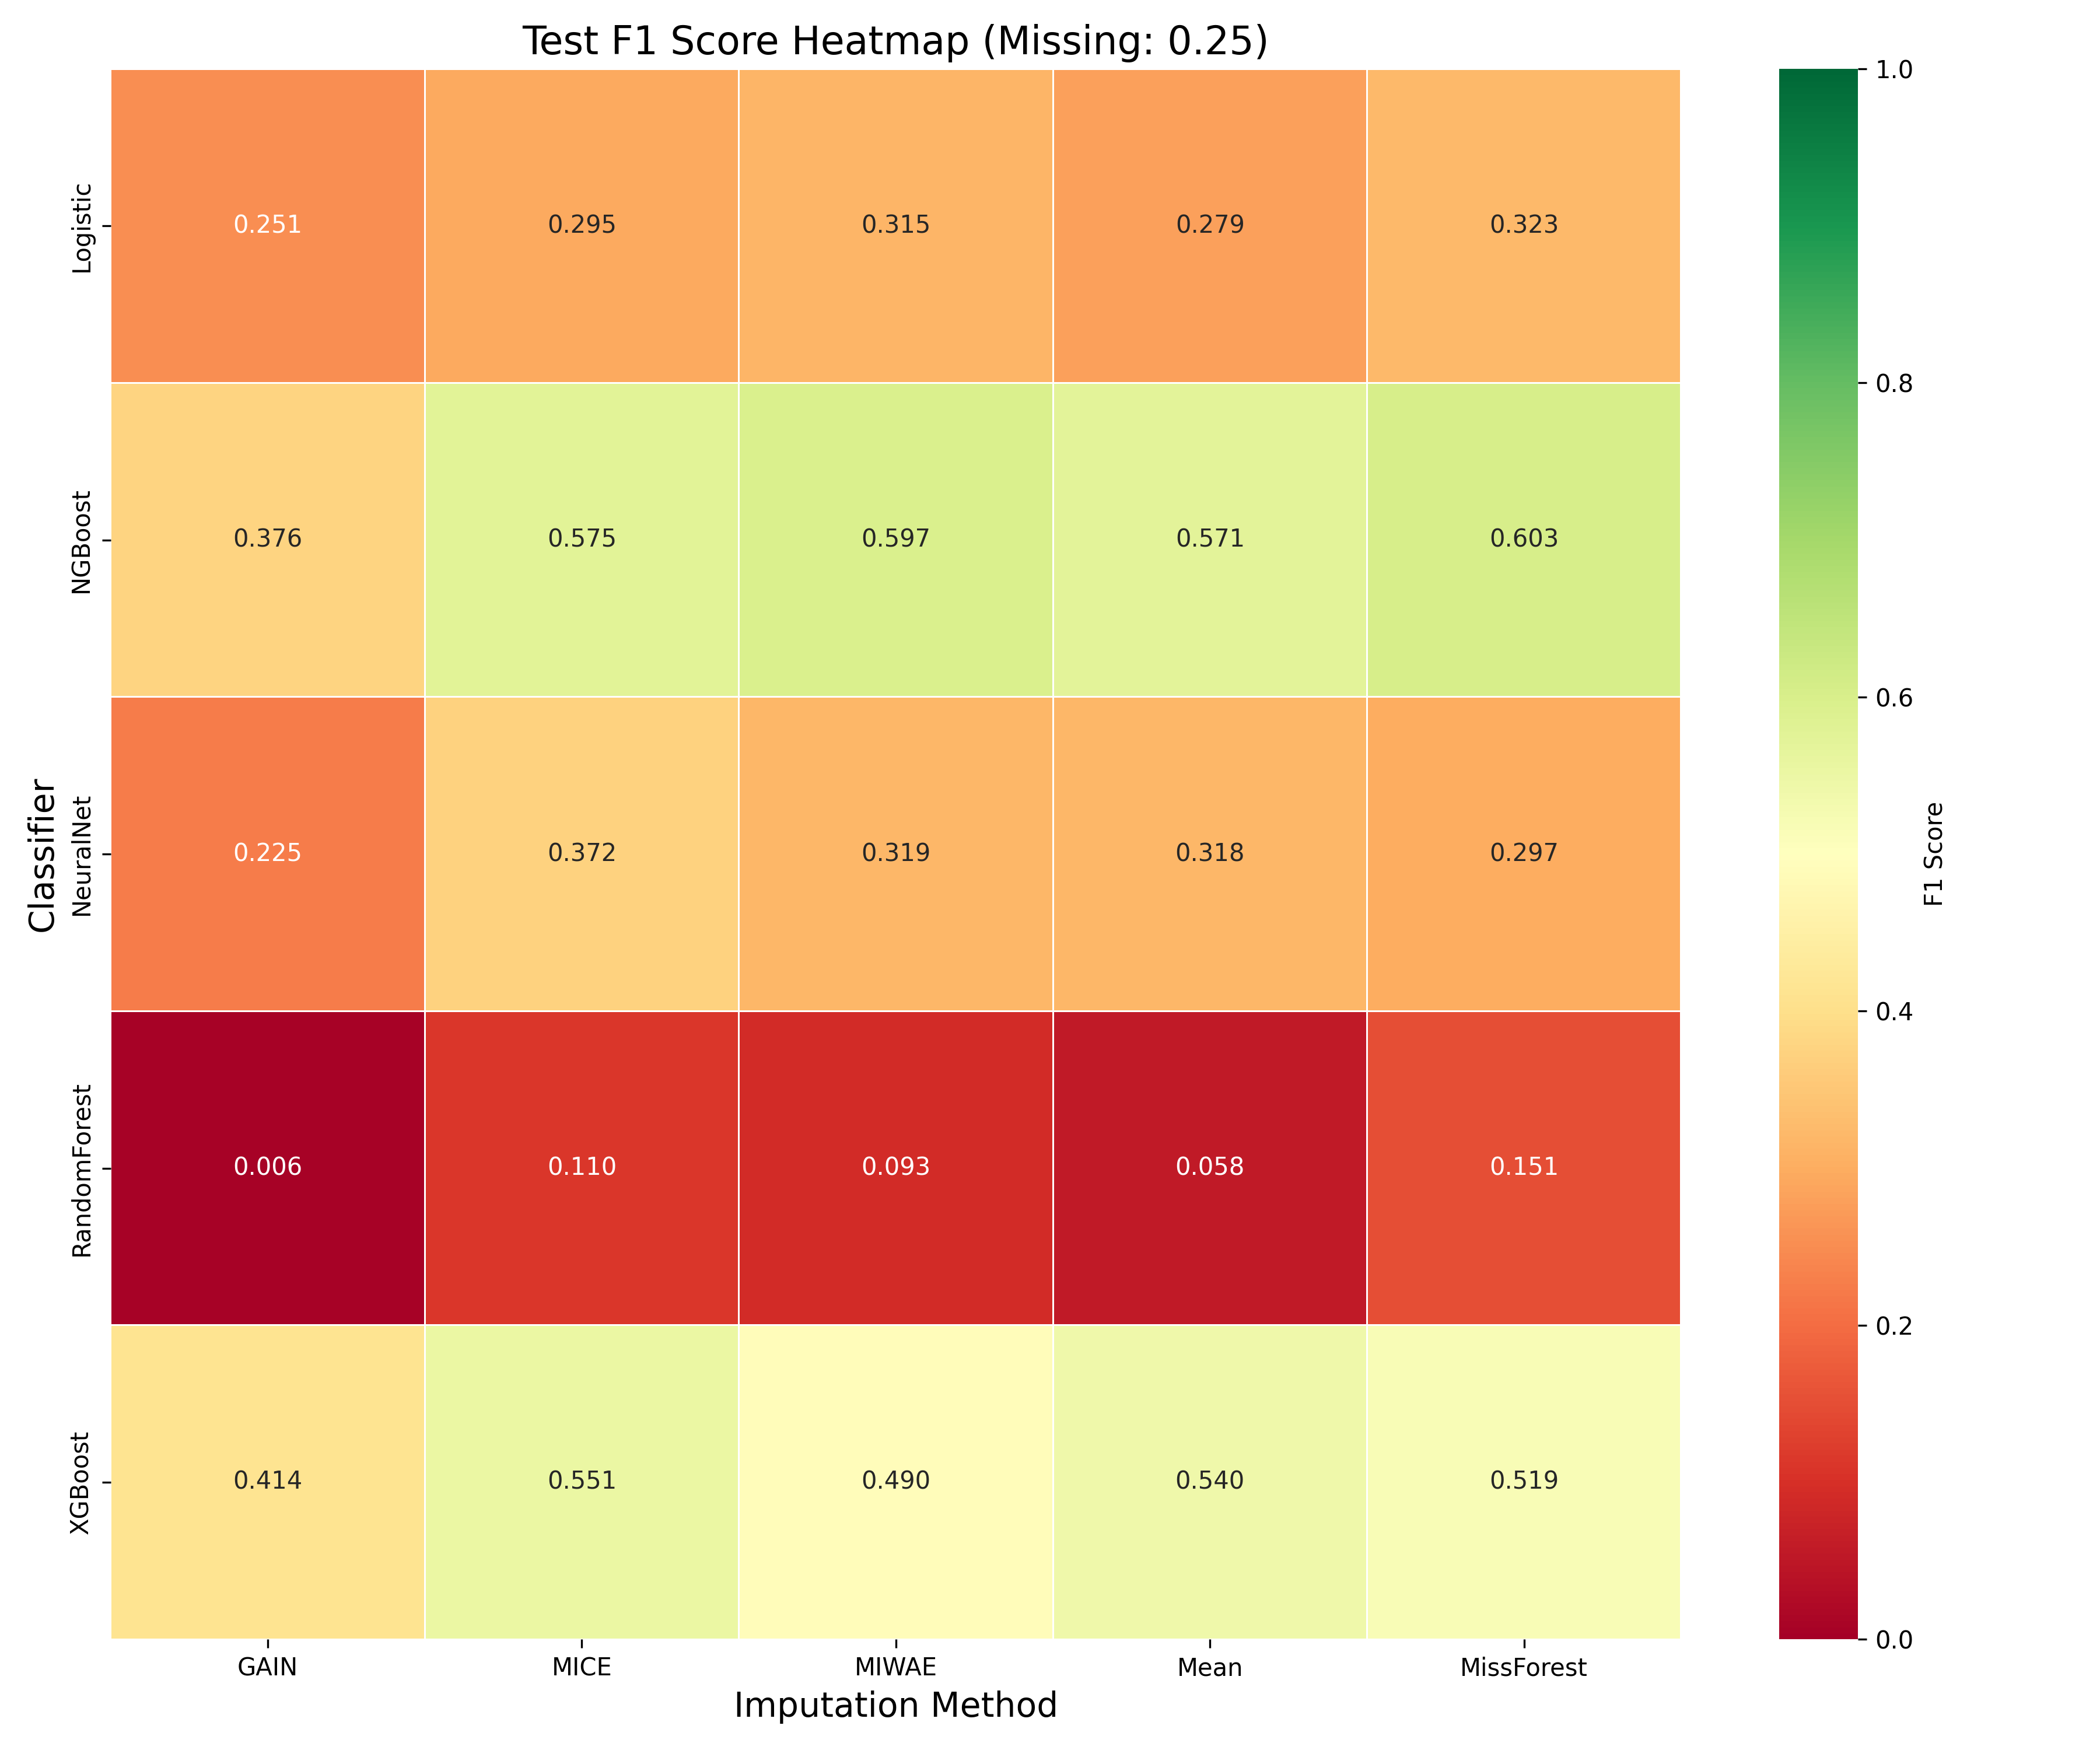 Test F1 Score Heatmap (Missing: 0.25)
Classifier
Logistic
0.251 0.295 0.315 0.279 0.323
NGBoost
0.376 0.575 0.597 0.571 0.603
NeuralNet
0.225 0.372 0.319 0.318 0.297
RandomForest
0.006 0.110 0.093 0.058 0.151
XGBoost
0.414 0.551 0.490 0.540 0.519
GAIN MICE MIWAE Mean MissForest
Imputation Method
1.0
0.8
0.6
0.4
0.2
0.0
F1 Score